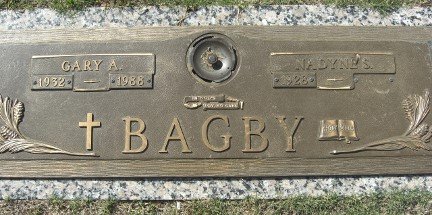 GARY A. NADYNE S.
1932 — 1988 1928 —
BAGBY